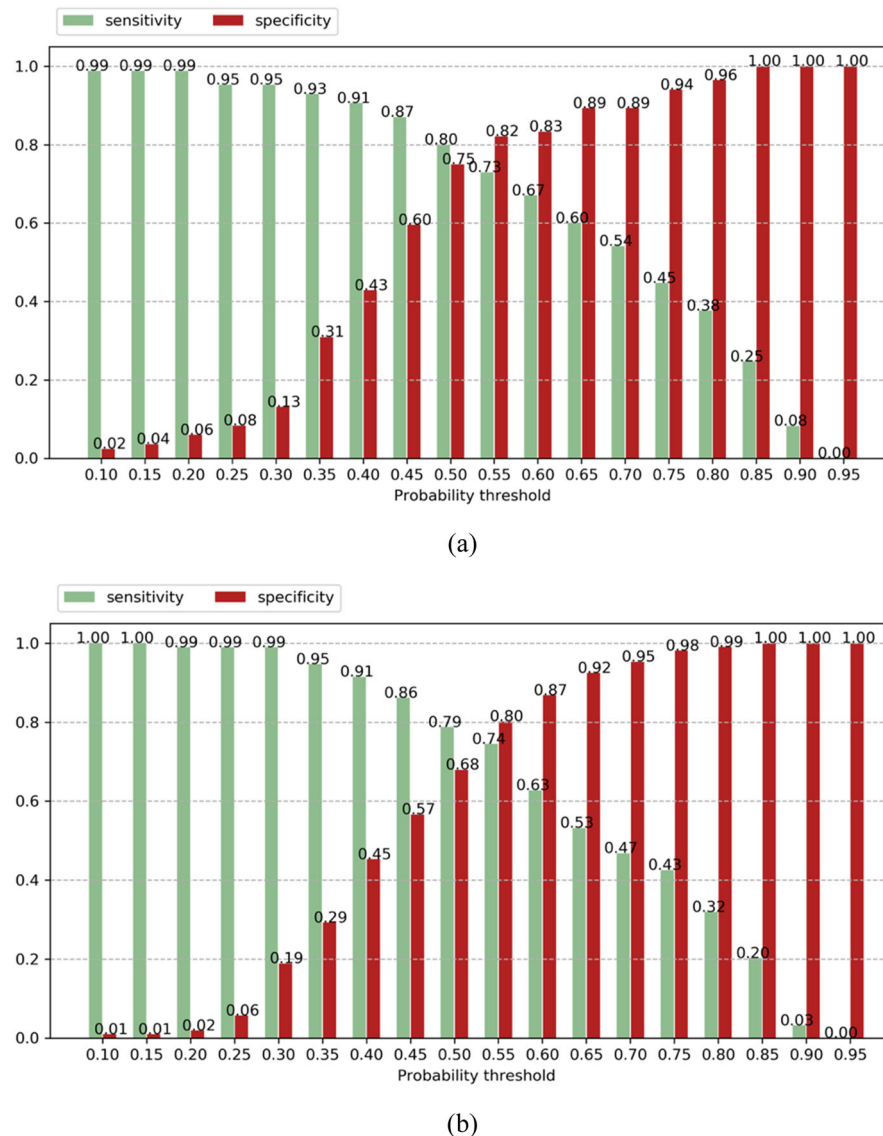 sensitivity specificity
1.0
0.8
0.6
0.4
0.2
0.0
0.99 0.99 0.99 0.95 0.95 0.93 0.91 0.87 0.80 0.73 0.67 0.60 0.54 0.45 0.38 0.25 0.08 0.00
0.02 0.04 0.06 0.08 0.13 0.31 0.43 0.60 0.75 0.82 0.83 0.89 0.89 0.94 0.96 1.00 1.00 1.00
0.10 0.15 0.20 0.25 0.30 0.35 0.40 0.45 0.50 0.55 0.60 0.65 0.70 0.75 0.80 0.85 0.90 0.95
Probability threshold
(a)
sensitivity specificity
1.0
0.8
0.6
0.4
0.2
0.0
1.00 1.00 0.99 0.99 0.99 0.95 0.91 0.86 0.79 0.74 0.63 0.53 0.47 0.43 0.32 0.20 0.03 0.00
0.01 0.01 0.02 0.06 0.19 0.29 0.45 0.57 0.68 0.80 0.87 0.92 0.95 0.98 0.99 1.00 1.00 1.00
0.10 0.15 0.20 0.25 0.30 0.35 0.40 0.45 0.50 0.55 0.60 0.65 0.70 0.75 0.80 0.85 0.90 0.95
Probability threshold
(b)